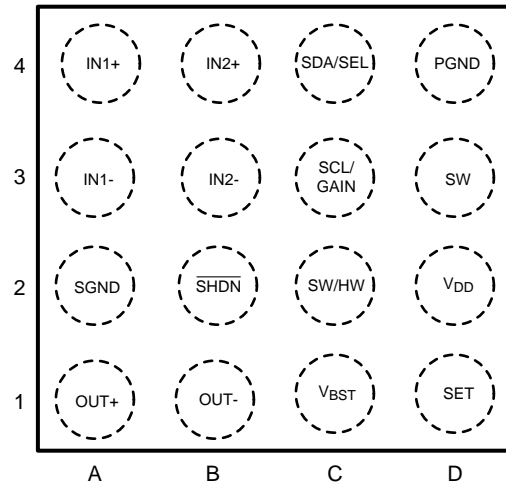 4 IN1+ IN2+ SDA/SEL PGND
3 IN1- IN2- SCL/
GAIN SW
2 SGND SHDN SW/HW VDD
1 OUT+ OUT- VBST SET
A B C D